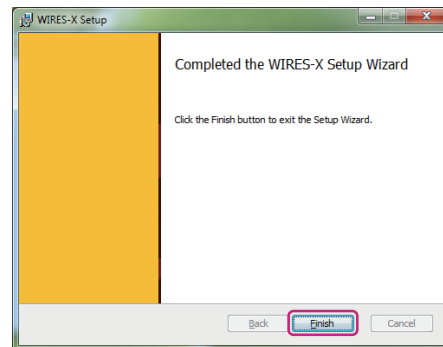 WIRES-X Setup
Completed the WIRES-X Setup Wizard
Click the Finish button to exit the Setup Wizard.
Back Finish Cancel